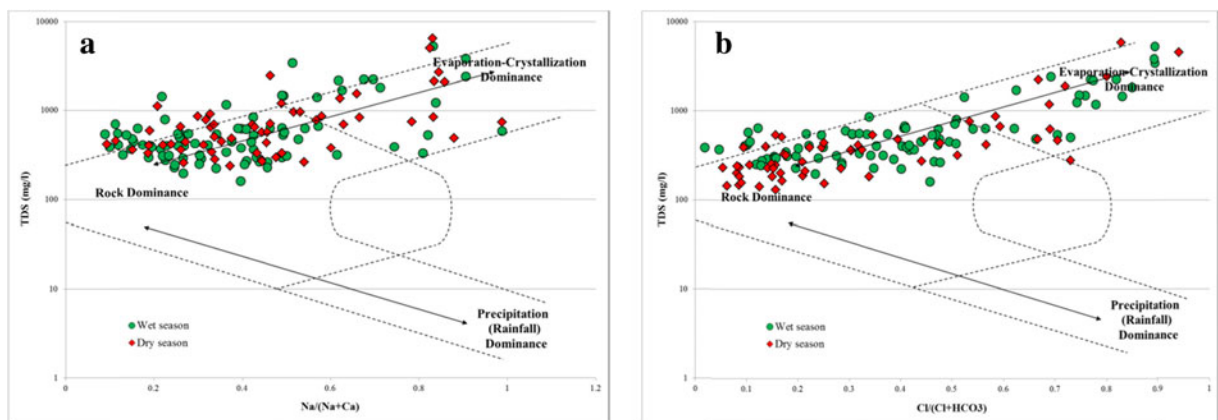 a
10000
1000
100
10
1
TDS (mg/l)
Evaporation-Crystallization
Dominance
Rock Dominance
Precipitation
(Rainfall)
Dominance
Wet season
Dry season
0
0.2
0.4
0.6
0.8
1
1.2
Na/(Na+Ca)
b
10000
1000
100
10
1
TDS (mg/l)
Evaporation-Crystallization
Dominance
Rock Dominance
Precipitation
(Rainfall)
Dominance
Wet season
Dry season
0
0.1
0.2
0.3
0.4
0.5
0.6
0.7
0.8
0.9
1
Cl/(Cl+HCO3)